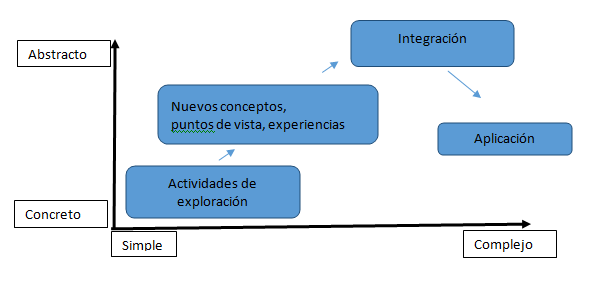 Integración
Abstracto
Nuevos conceptos,
puntos de vista, experiencias
Aplicación
Actividades de
exploración
Concreto
Simple
Complejo